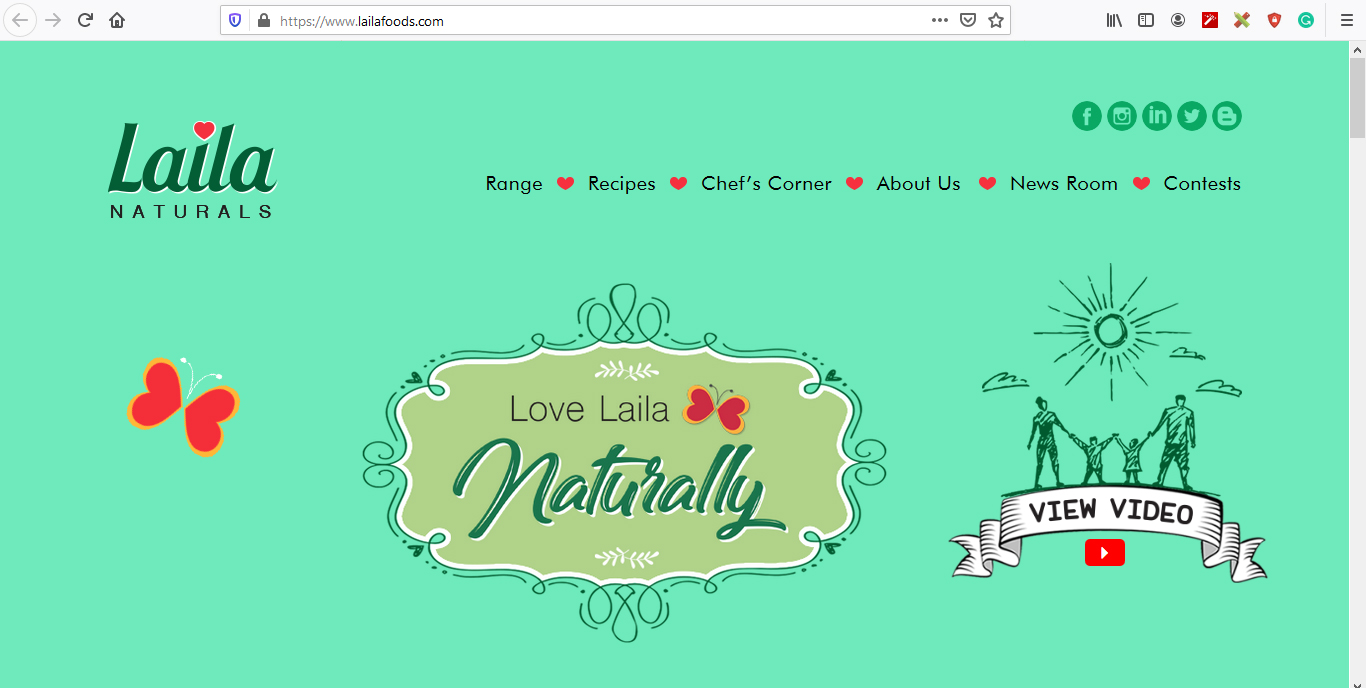 https://www.lailafoods.com
Laila
NATURALS
Range Recipes Chef's Corner About Us News Room Contests
Love Laila
Naturally
VIEW VIDEO